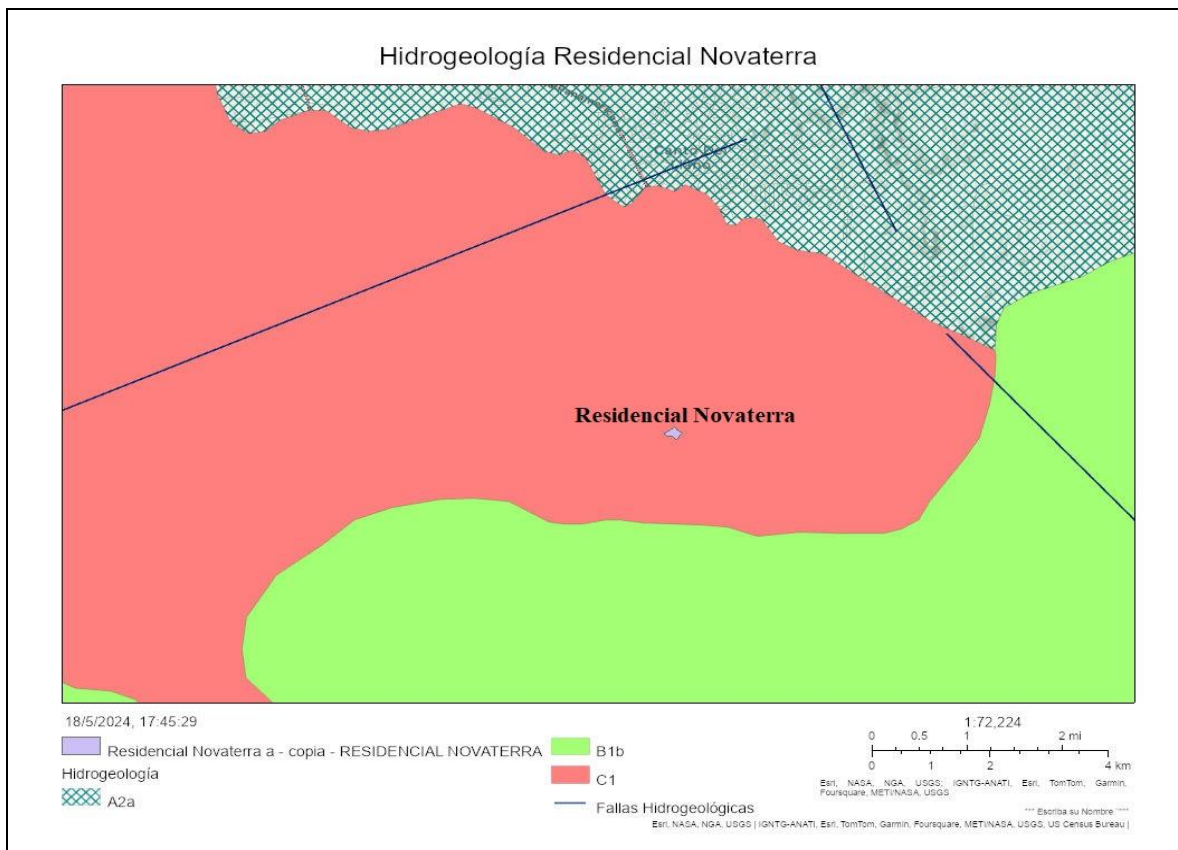 Hidrogeología Residencial Novaterra
Residencial Novaterra
18/5/2024, 17:45:29
1:72,224
Residencial Novaterra a - copia - RESIDENCIAL NOVATERRA
Hidrogeología
A2a
B1b
C1
Fallas Hidrogeológicas
0 0.5 1 2 mi
0 1 2 4 km
Esri, NASA, NGA, USGS; IGNTG-ANATI, Esri, TomTom, Garmin,
Foursquare, METI/NASA, USGS
*** Escriba su Nombre ****
Esri, NASA, NGA, USGS | IGNTG-ANATI, Esri, TomTom, Garmin, Foursquare, METI/NASA, USGS, US Census Bureau |